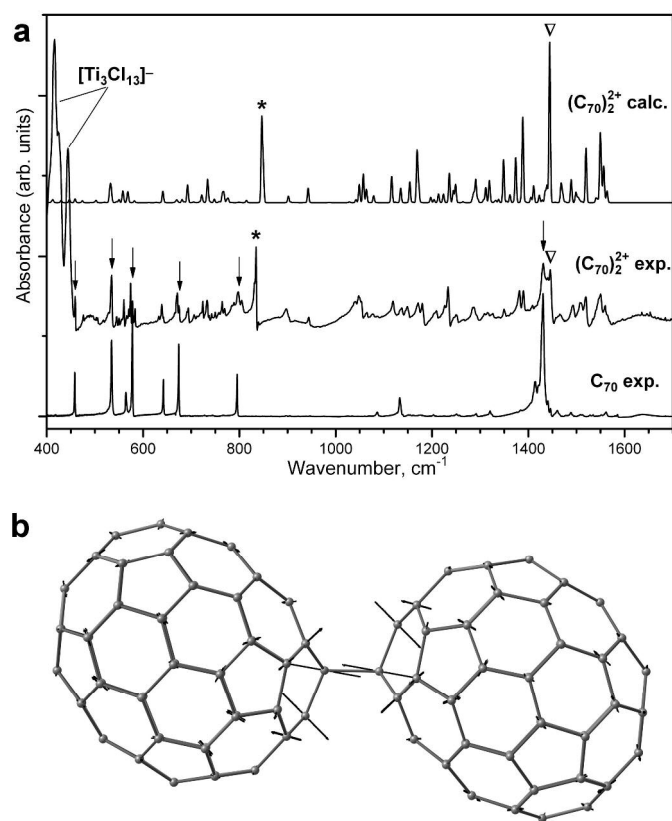 a
[Ti₃Cl₁₃]⁻
*
∇
(C₇₀)₂²⁺ calc.
*
∇
(C₇₀)₂²⁺ exp.
C₇₀ exp.
Absorbance (arb. units)
400 600 800 1000 1200 1400 1600
Wavenumber, cm⁻¹
b